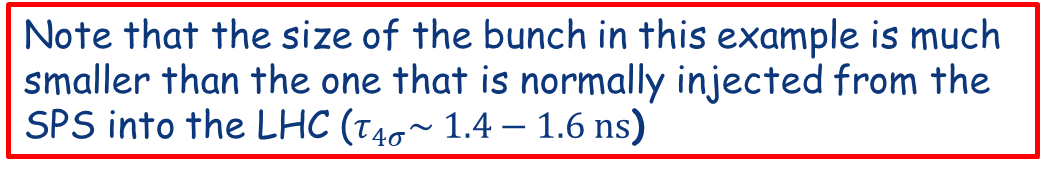 Note that the size of the bunch in this example is much
smaller than the one that is normally injected from the
SPS into the LHC (τ₄σ~ 1.4 − 1.6 ns)